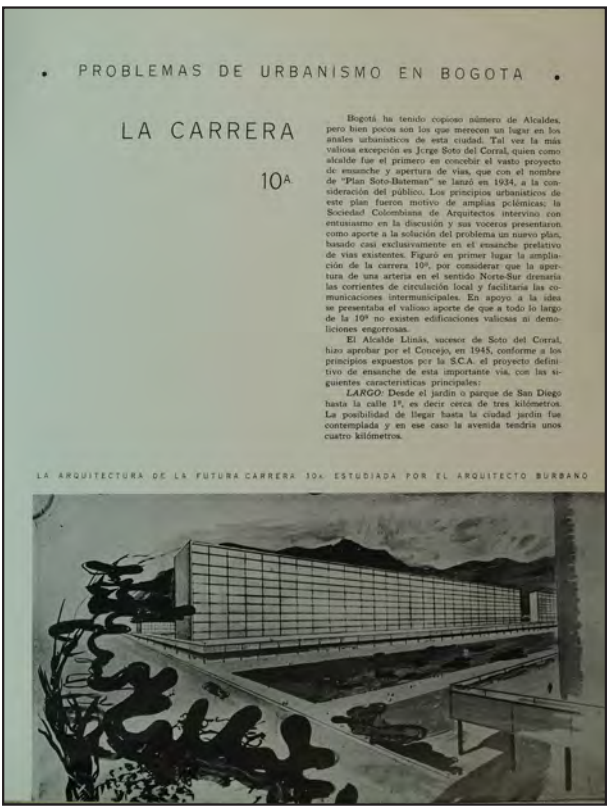 • PROBLEMAS DE URBANISMO EN BOGOTA •
LA CARRERA
10A
Bogotá ha tenido copioso número de Alcaldes,
pero bien pocos son los que merecen un lugar en los
anales urbanísticos de esta ciudad. Tal vez la más
valiosa excepción es Jorge Soto del Corral, quien como
alcalde fue el primero en concebir el vasto proyecto
de ensanche y apertura de vías, que con el nombre
de "Plan Soto-Bateman" se lanzó en 1934, a la con-
sideración del público. Los principios urbanísticos de
este plan fueron motivo de amplias polémicas; la
Sociedad Colombiana de Arquitectos intervino con
entusiasmo en la discusión y sus voceros presentaron
como aporte a la solución del problema un nuevo plan,
basado casi exclusivamente en el ensanche prelativo
de vías existentes. Figuró en primer lugar la amplia-
ción de la carrera 10ª, por considerar que la aper-
tura de una arteria en el sentido Norte-Sur drenaría
las corrientes de circulación local y facilitaría las co-
municaciones intermunicipales. En apoyo a la idea
se presentaba el valioso aporte de que a todo lo largo
de la 10ª no existen edificaciones valiosas ni demo-
liciones engorrosas.
El Alcalde Llinás, sucesor de Soto del Corral,
hizo aprobar por el Concejo, en 1945, conforme a los
principios expuestos por la S.C.A. el proyecto defini-
tivo de ensanche de esta importante vía, con las si-
guientes características principales:
LARGO: Desde el jardín o parque de San Diego
hasta la calle 1ª, es decir cerca de tres kilómetros.
La posibilidad de llegar hasta la ciudad jardín fue
contemplada y en ese caso la avenida tendría unos
cuatro kilómetros.
LA ARQUITECTURA DE LA FUTURA CARRERA 10A ESTUDIADA POR EL ARQUITECTO BURBANO